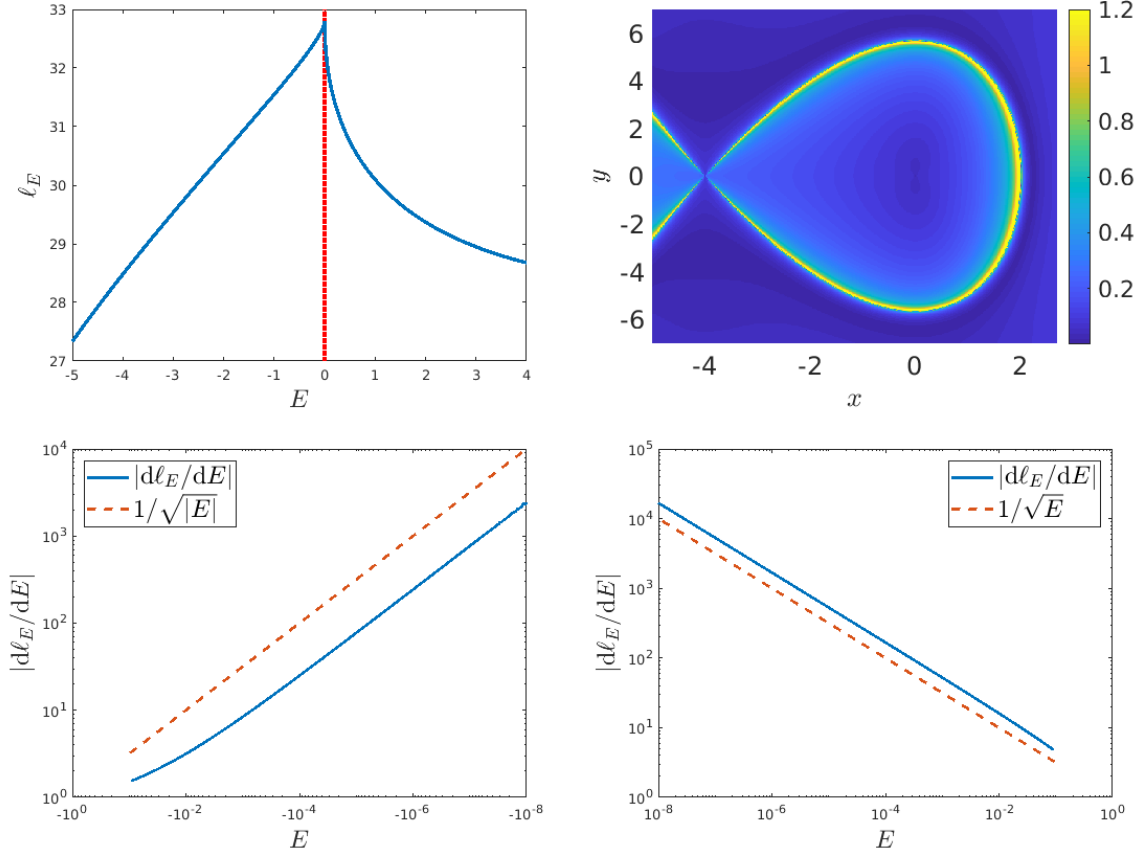 33
32
31
30
29
28
27
ℓ_E
-5 -4 -3 -2 -1 0 1 2 3 4
E
6
4
2
0
-2
-4
-6
y
-4 -2 0 2
x
1.2
1
0.8
0.6
0.4
0.2
10^4
10^3
10^2
10^1
10^0
|dℓ_E/dE|
|dℓ_E/dE|
1/√|E|
-10^0 -10^-2 -10^-4 -10^-6 -10^-8
E
10^5
10^4
10^3
10^2
10^1
10^0
|dℓ_E/dE|
|dℓ_E/dE|
1/√E
10^-8 10^-6 10^-4 10^-2 10^0
E